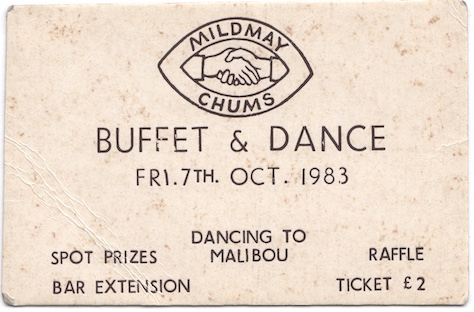 MILDMAY
CHUMS
BUFFET & DANCE
FRI. 7TH. OCT. 1983
DANCING TO
SPOT PRIZES MALIBOU RAFFLE
BAR EXTENSION TICKET £2